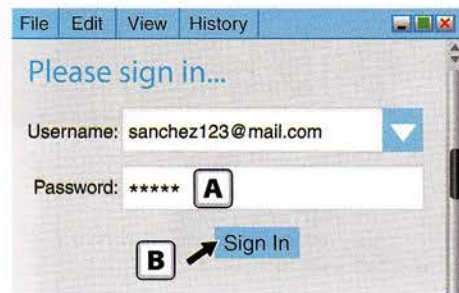 File Edit View History
Please sign in...
Username: sanchez123@mail.com
Password: ***** A
B Sign In